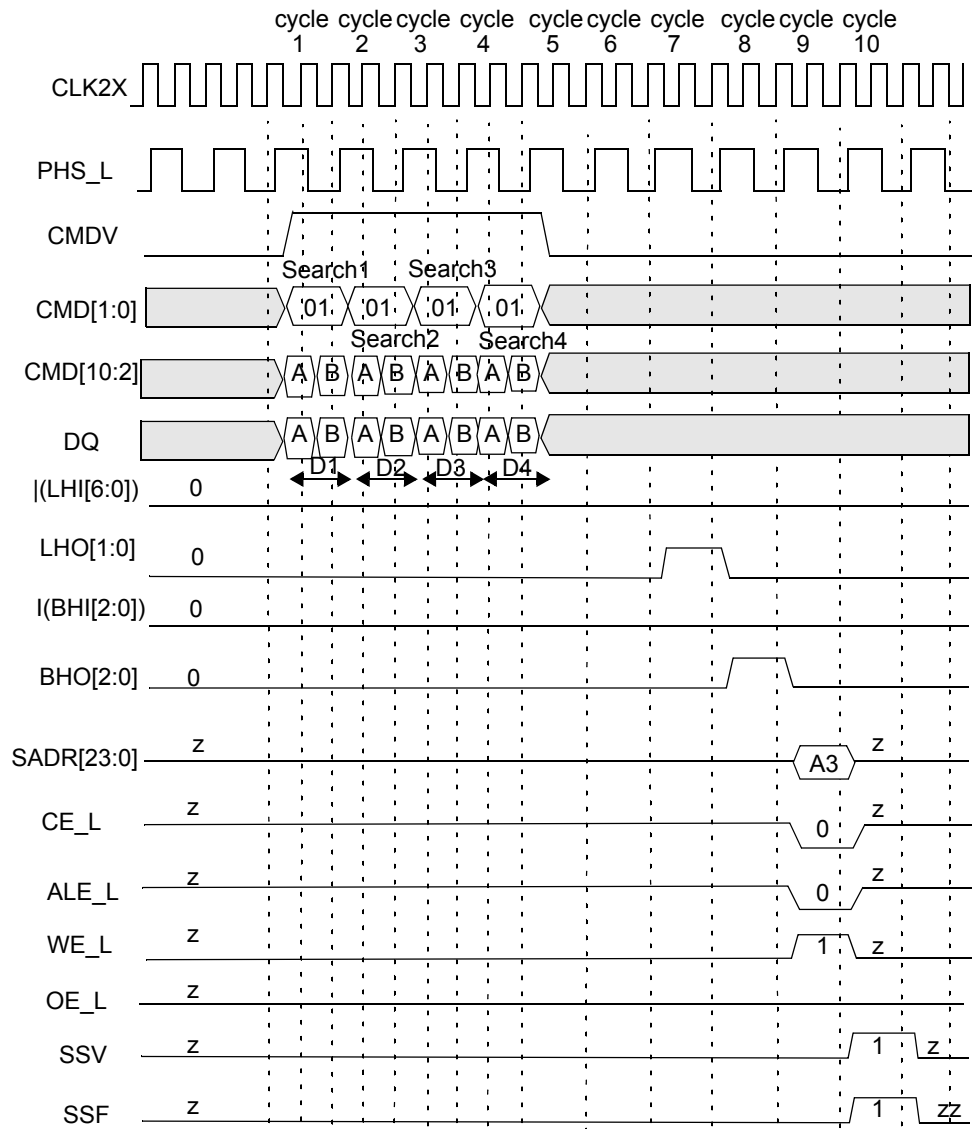 cycle cycle cycle cycle cycle cycle cycle cycle cycle cycle
1 2 3 4 5 6 7 8 9 10
CLK2X
PHS_L
CMDV
Search1 Search3
CMD[1:0] 01 01 01 01
Search2 Search4
CMD[10:2] A B A B A B A B
DQ A B A B A B A B
D1 D2 D3 D4
|(LHI[6:0]) 0
LHO[1:0] 0
I(BHI[2:0]) 0
BHO[2:0] 0
SADR[23:0] z A3 z
CE_L z 0 z
ALE_L z 0 z
WE_L z 1 z
OE_L z
SSV z 1 z
SSF z 1 zz